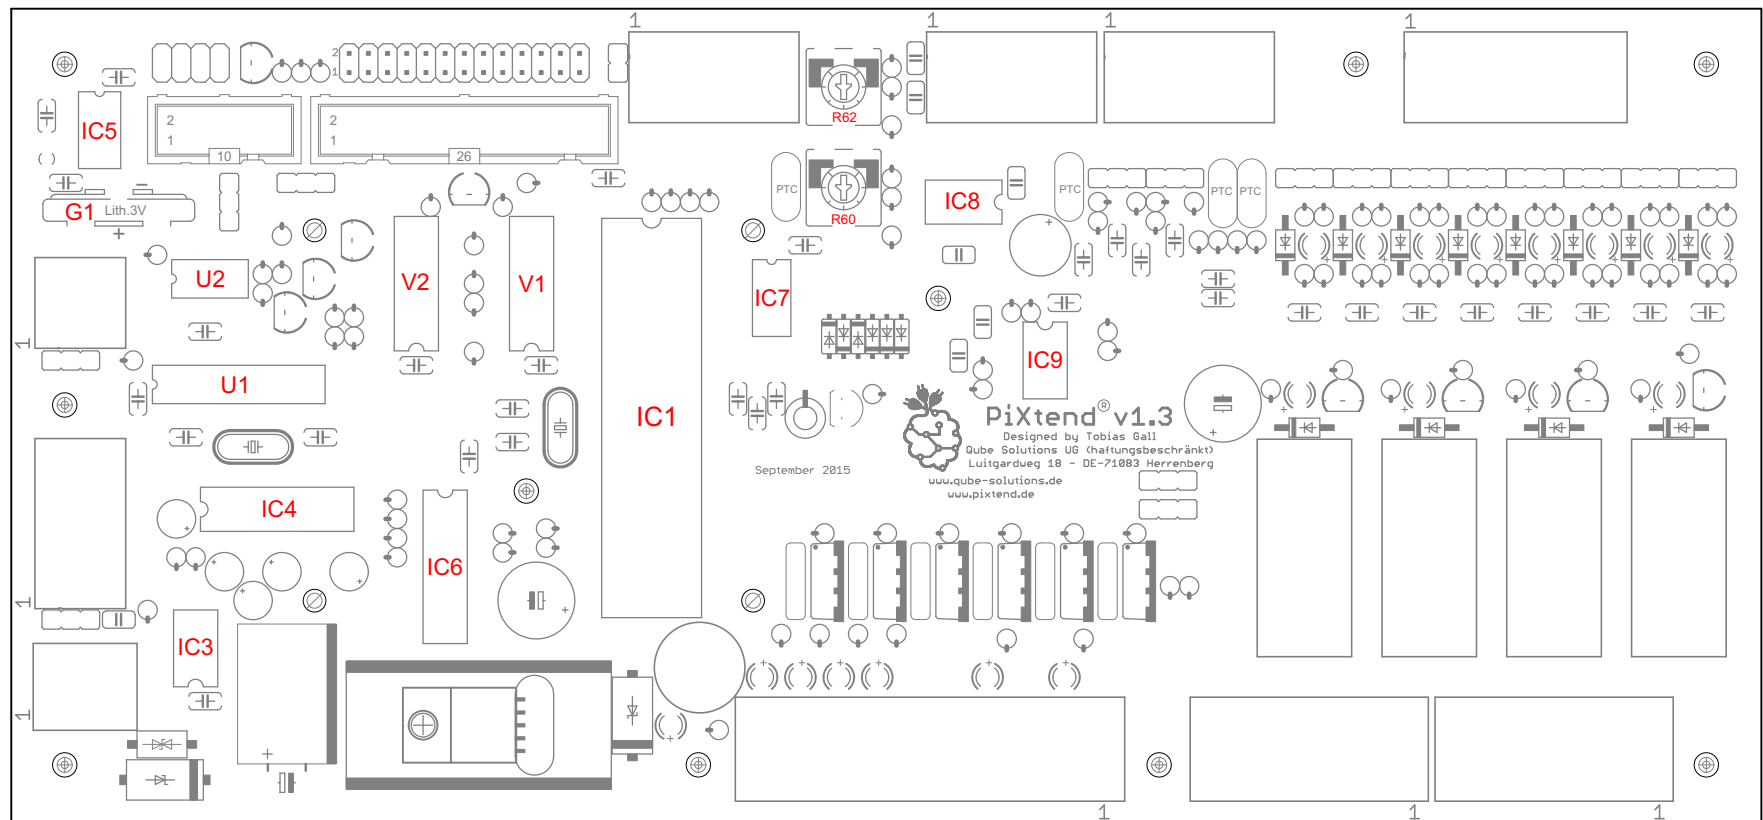 1
1
1
1
2
1
R62
IC5
2
1
10
2
1
26
PTC
R60
IC8
PTC
PTC
PTC
G1
Lith.3V
U2
V2
V1
IC7
1
U1
IC9
IC1
PiXtend® v1.3
Designed by Tobias Gall
Qube Solutions UG (haftungsbeschränkt)
Luitgardweg 18 - DE-71083 Herrenberg
September 2015
www.qube-solutions.de
www.pixtend.de
IC4
IC6
1
IC3
1
1
1
1